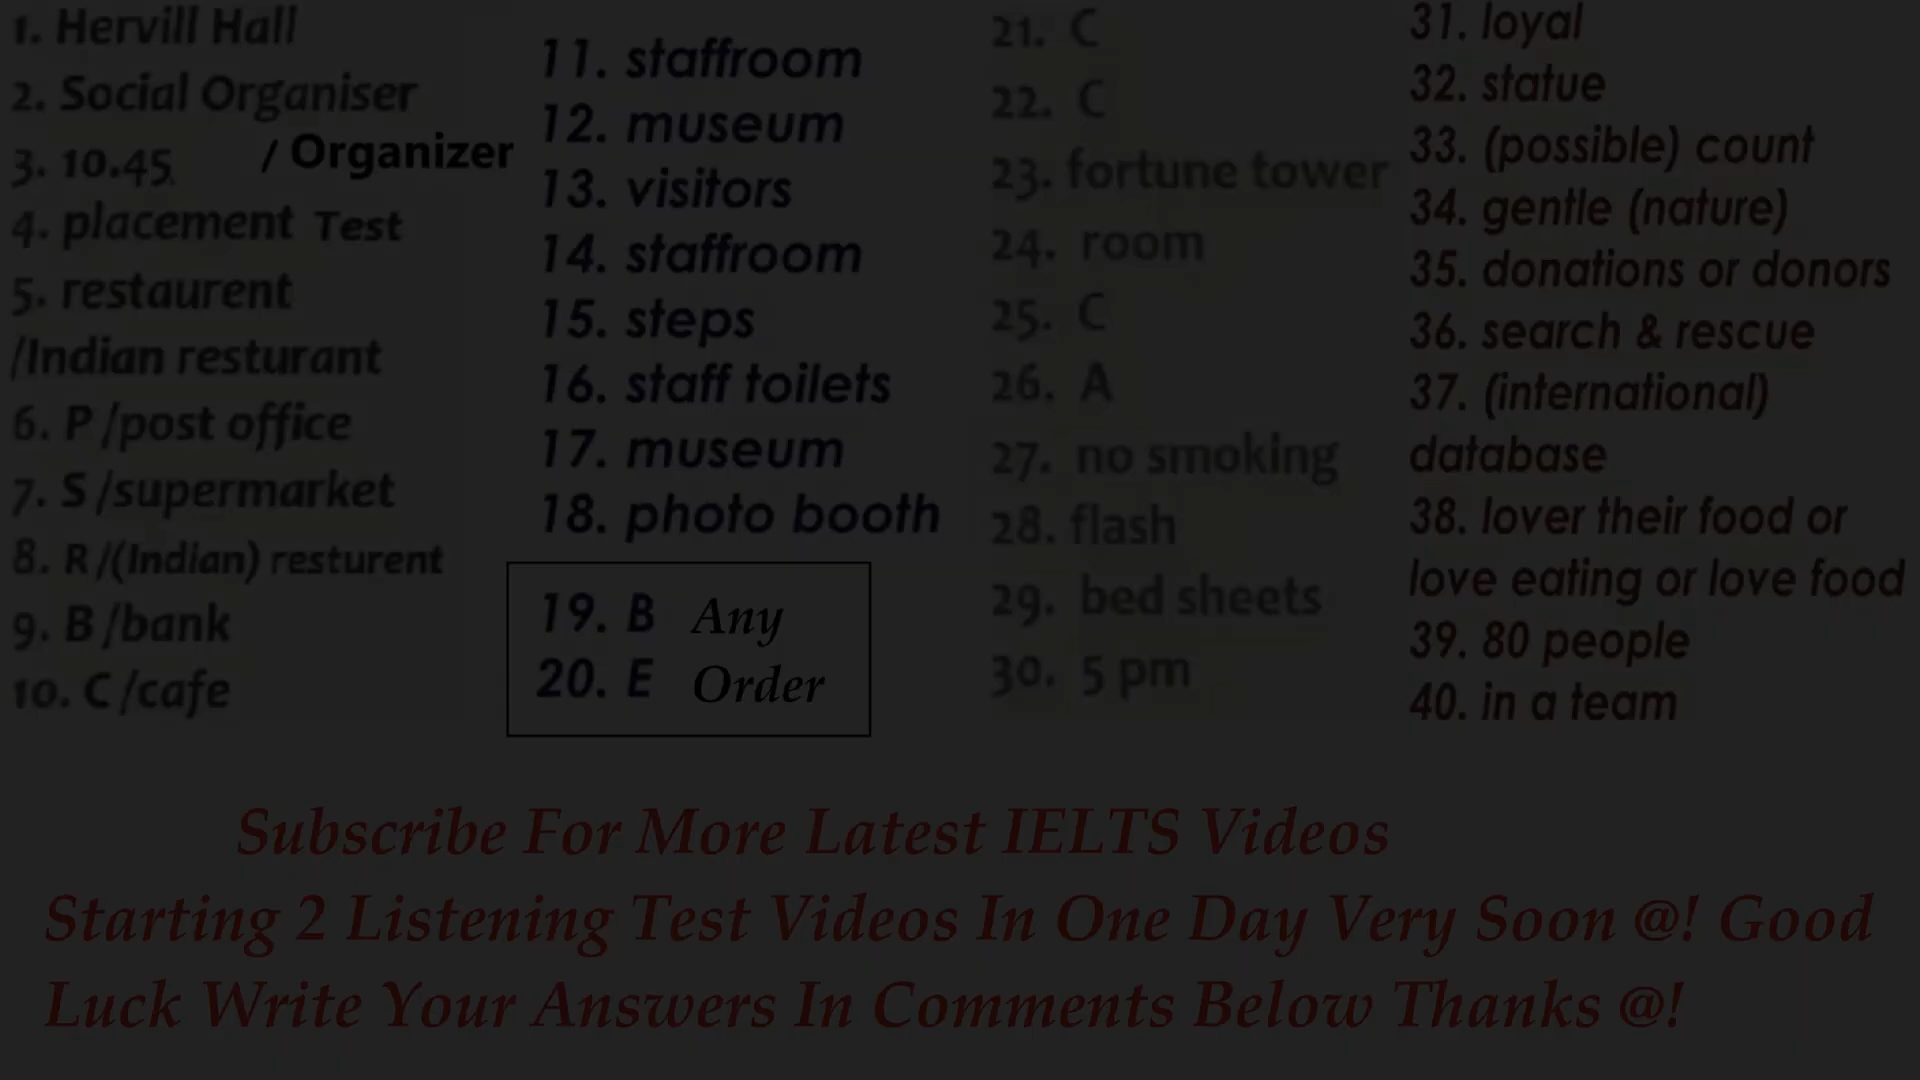 1. Hervill Hall
2. Social Organiser
/ Organizer
3. 10.45
4. placement Test
5. restaurent
/Indian resturant
6. P /post office
7. S /supermarket
8. R /(Indian) resturent
9. B /bank
10. C /cafe
11. staffroom
12. museum
13. visitors
14. staffroom
15. steps
16. staff toilets
17. museum
18. photo booth
19. B Any
20. E Order
21. C
22. C
23. fortune tower
24. room
25. C
26. A
27. no smoking
28. flash
29. bed sheets
30. 5 pm
31. loyal
32. statue
33. (possible) count
34. gentle (nature)
35. donations or donors
36. search & rescue
37. (international)
database
38. lover their food or
love eating or love food
39. 80 people
40. in a team
Subscribe For More Latest IELTS Videos
Starting 2 Listening Test Videos In One Day Very Soon @! Good
Luck Write Your Answers In Comments Below Thanks @!